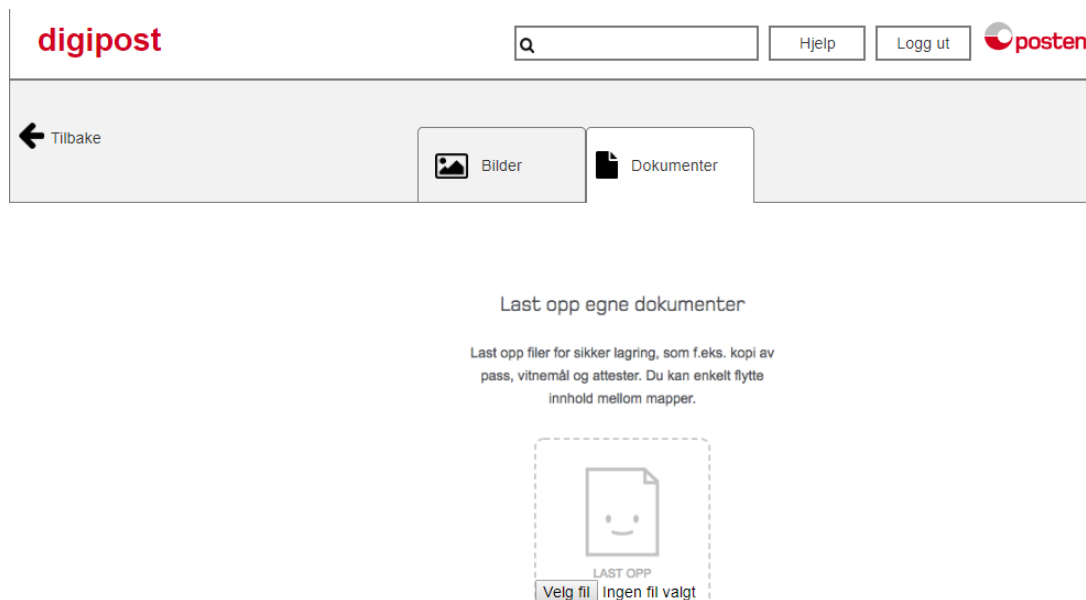 digipost
Hjelp
Logg ut
posten
Tilbake
Bilder
Dokumenter
Last opp egne dokumenter
Last opp filer for sikker lagring, som f.eks. kopi av
pass, vitnemål og attester. Du kan enkelt flytte
innhold mellom mapper.
LAST OPP
Velg fil Ingen fil valgt